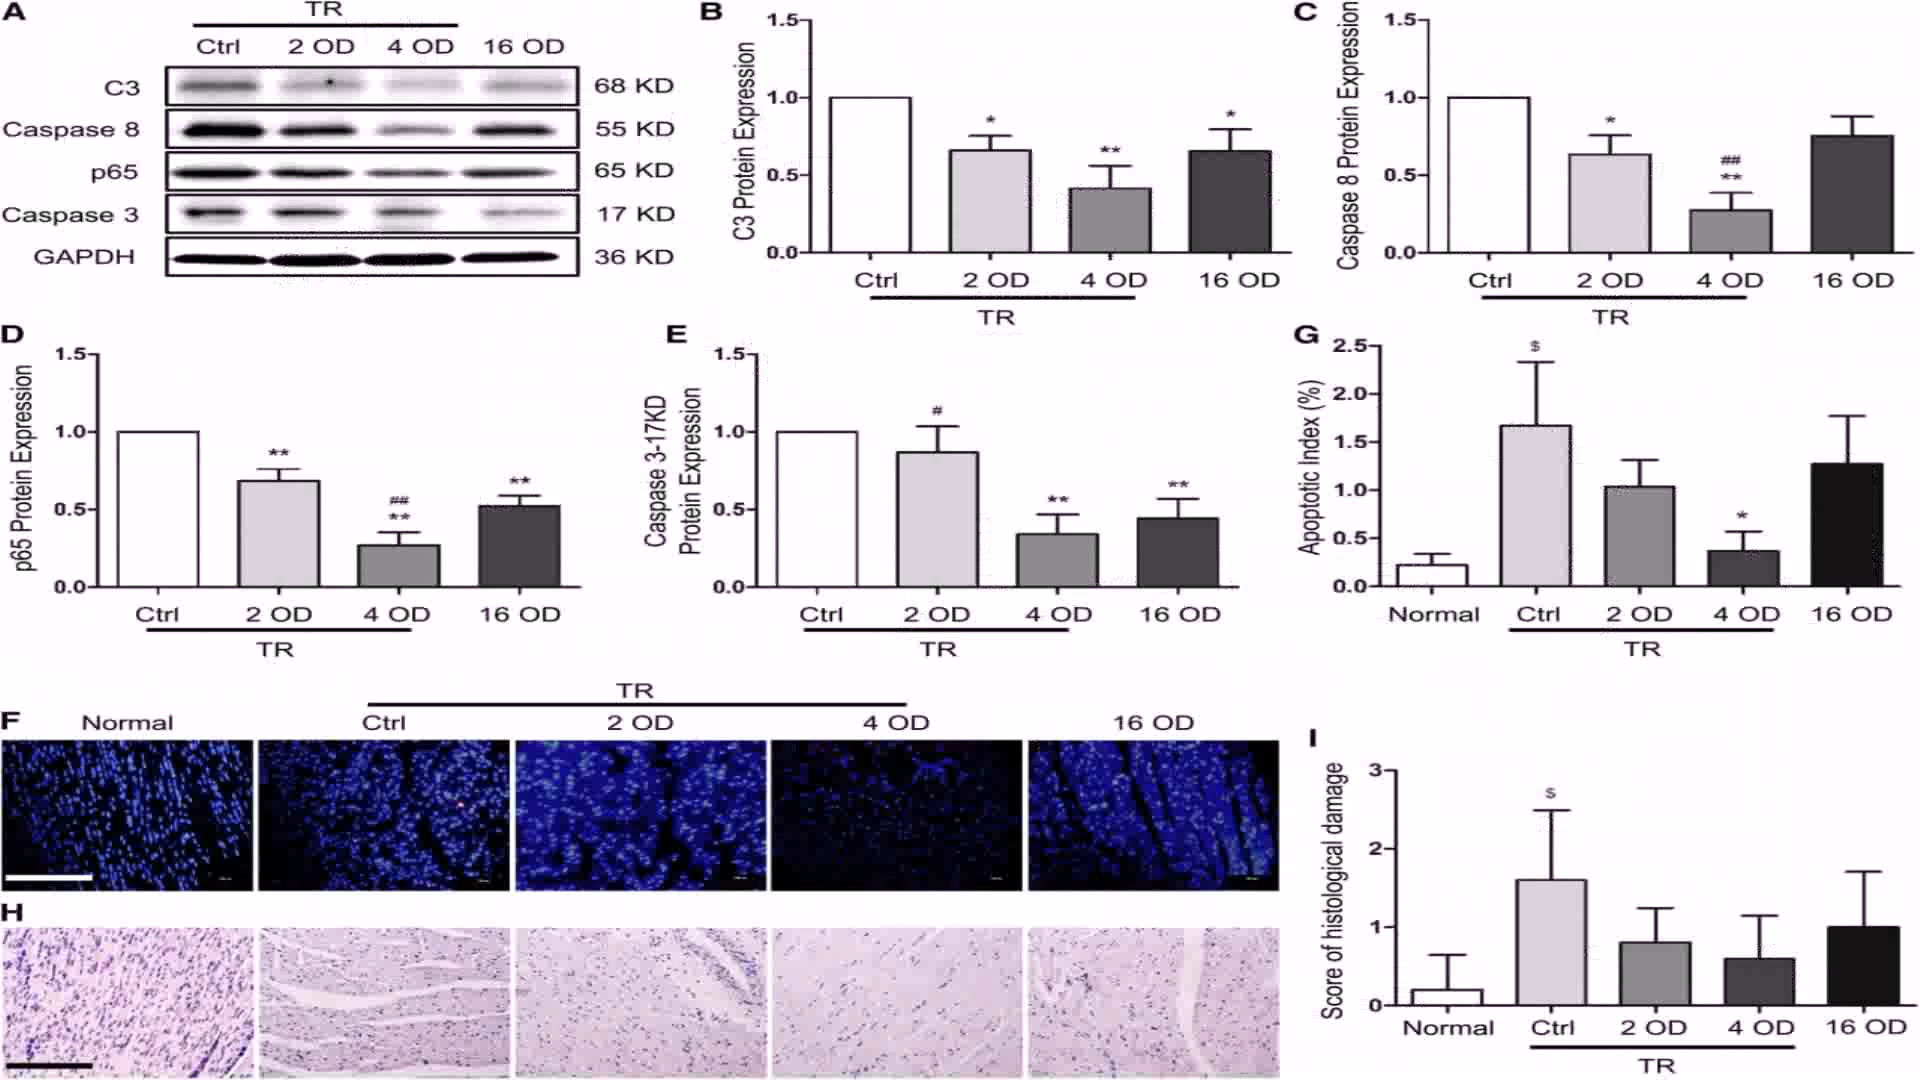 A
TR
Ctrl 2 OD 4 OD 16 OD
C3 68 KD
Caspase 8 55 KD
p65 65 KD
Caspase 3 17 KD
GAPDH 36 KD
B
C3 Protein Expression
1.5
1.0
0.5
0.0
*
**
*
Ctrl 2 OD 4 OD 16 OD
TR
C
Caspase 8 Protein Expression
1.5
1.0
0.5
0.0
*
##
**
Ctrl 2 OD 4 OD 16 OD
TR
D
p65 Protein Expression
1.5
1.0
0.5
0.0
**
##
**
**
Ctrl 2 OD 4 OD 16 OD
TR
E
Caspase 3-17KD
Protein Expression
1.5
1.0
0.5
0.0
#
**
**
Ctrl 2 OD 4 OD 16 OD
TR
G
Apoptotic Index (%)
2.5
2.0
1.5
1.0
0.5
0.0
$
*
Normal Ctrl 2 OD 4 OD 16 OD
TR
F
TR
Normal Ctrl 2 OD 4 OD 16 OD
H
I
Score of histological damage
3
2
1
0
$
Normal Ctrl 2 OD 4 OD 16 OD
TR